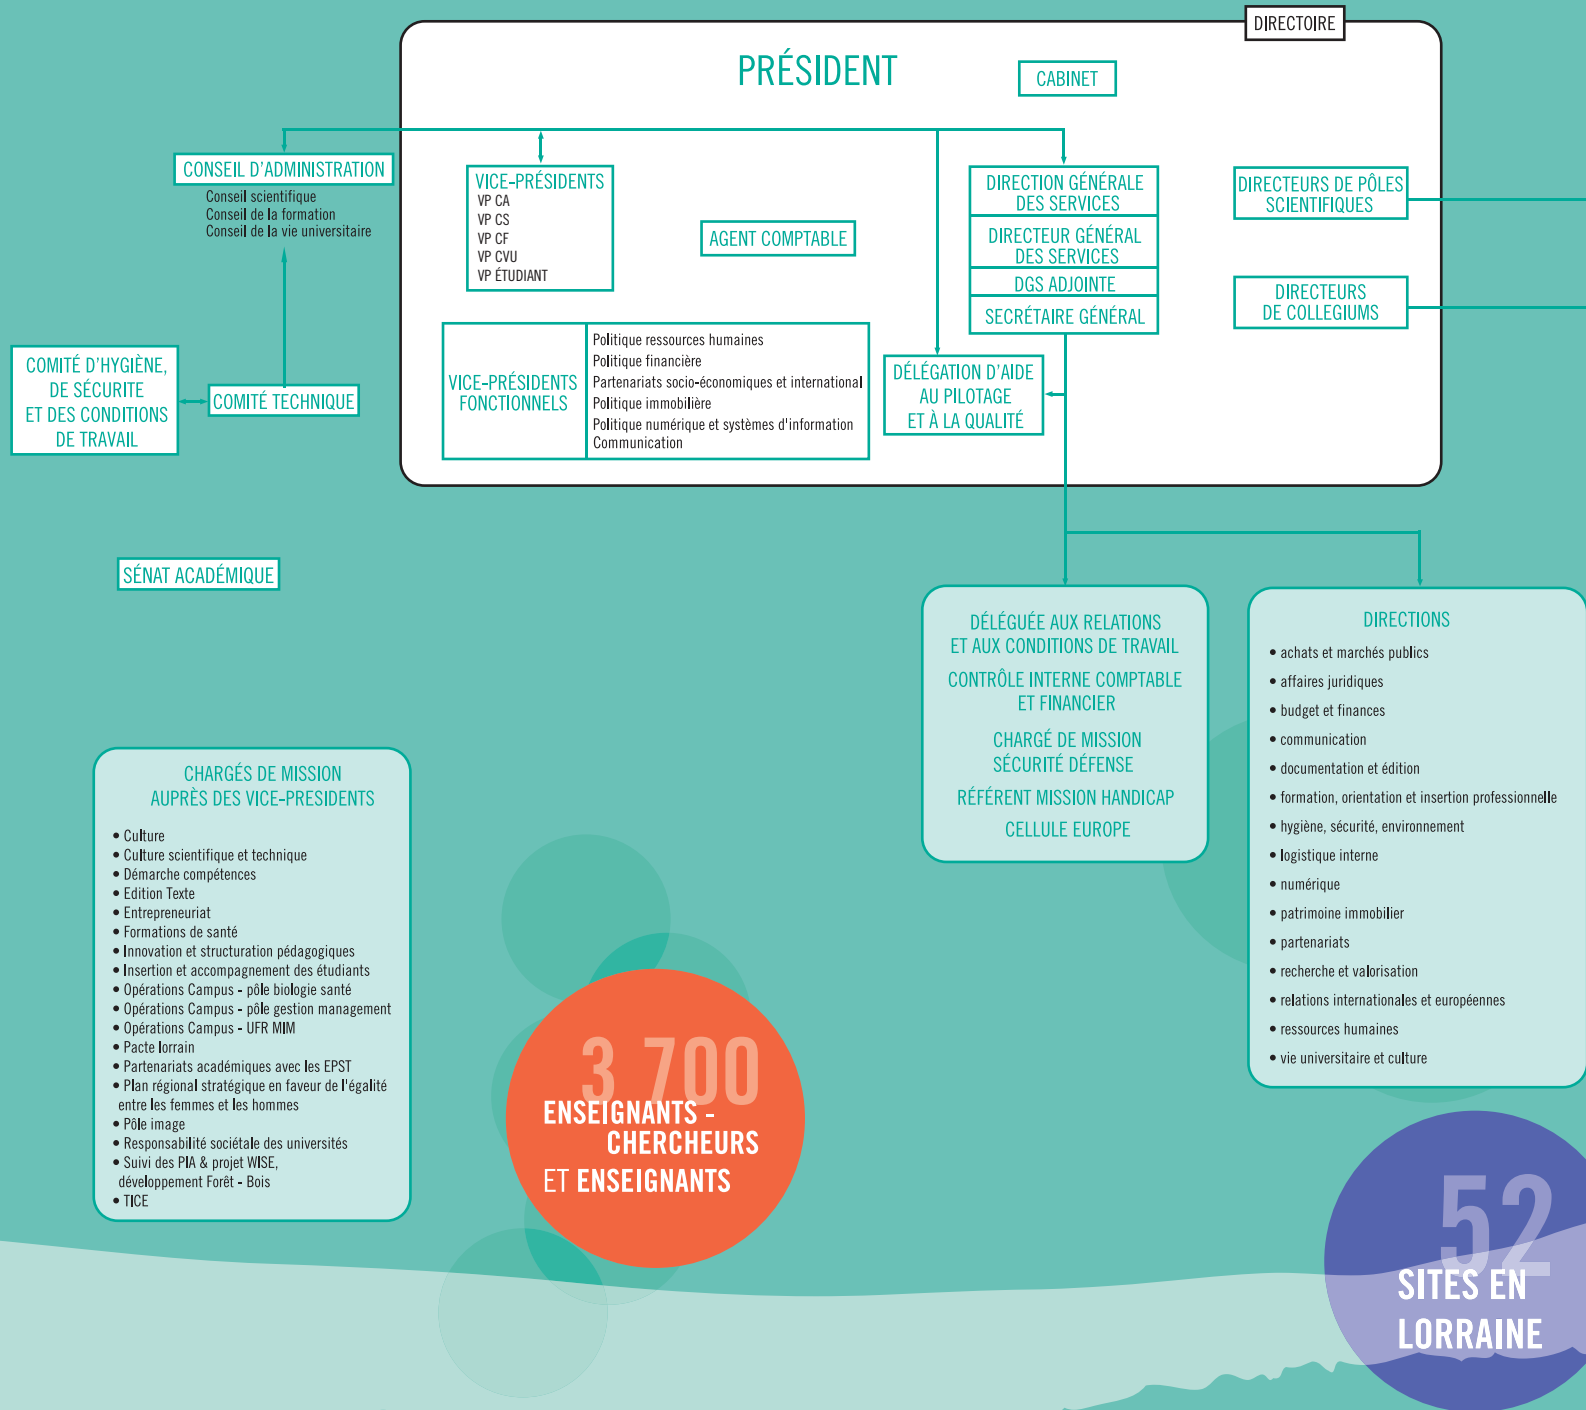 DIRECTOIRE
PRÉSIDENT
CABINET
CONSEIL D'ADMINISTRATION
Conseil scientifique
Conseil de la formation
Conseil de la vie universitaire
VICE-PRÉSIDENTS
VP CA
VP CS
VP CF
VP CVU
VP ÉTUDIANT
AGENT COMPTABLE
DIRECTION GÉNÉRALE
DES SERVICES
DIRECTEUR GÉNÉRAL
DES SERVICES
DGS ADJOINTE
SECRÉTAIRE GÉNÉRAL
DIRECTEURS DE PÔLES
SCIENTIFIQUES
DIRECTEURS
DE COLLEGIUMS
COMITÉ D'HYGIÈNE,
DE SÉCURITE
ET DES CONDITIONS
DE TRAVAIL
COMITÉ TECHNIQUE
VICE-PRÉSIDENTS
FONCTIONNELS
Politique ressources humaines
Politique financière
Partenariats socio-économiques et international
Politique immobilière
Politique numérique et systèmes d'information
Communication
DÉLÉGATION D'AIDE
AU PILOTAGE
ET À LA QUALITÉ
SÉNAT ACADÉMIQUE
DÉLÉGUÉE AUX RELATIONS
ET AUX CONDITIONS DE TRAVAIL
CONTRÔLE INTERNE COMPTABLE
ET FINANCIER
CHARGÉ DE MISSION
SÉCURITÉ DÉFENSE
RÉFÉRENT MISSION HANDICAP
CELLULE EUROPE
DIRECTIONS
• achats et marchés publics
• affaires juridiques
• budget et finances
• communication
• documentation et édition
• formation, orientation et insertion professionnelle
• hygiène, sécurité, environnement
• logistique interne
• numérique
• patrimoine immobilier
• partenariats
• recherche et valorisation
• relations internationales et européennes
• ressources humaines
• vie universitaire et culture
CHARGÉS DE MISSION
AUPRÈS DES VICE-PRESIDENTS
• Culture
• Culture scientifique et technique
• Démarche compétences
• Edition Texte
• Entrepreneuriat
• Formations de santé
• Innovation et structuration pédagogiques
• Insertion et accompagnement des étudiants
• Opérations Campus - pôle biologie santé
• Opérations Campus - pôle gestion management
• Opérations Campus - UFR MIM
• Pacte lorrain
• Partenariats académiques avec les EPST
• Plan régional stratégique en faveur de l'égalité
entre les femmes et les hommes
• Pôle image
• Responsabilité sociétale des universités
• Suivi des PIA & projet WISE,
développement Forêt - Bois
• TICE
3 700
ENSEIGNANTS -
CHERCHEURS
ET ENSEIGNANTS
52
SITES EN
LORRAINE